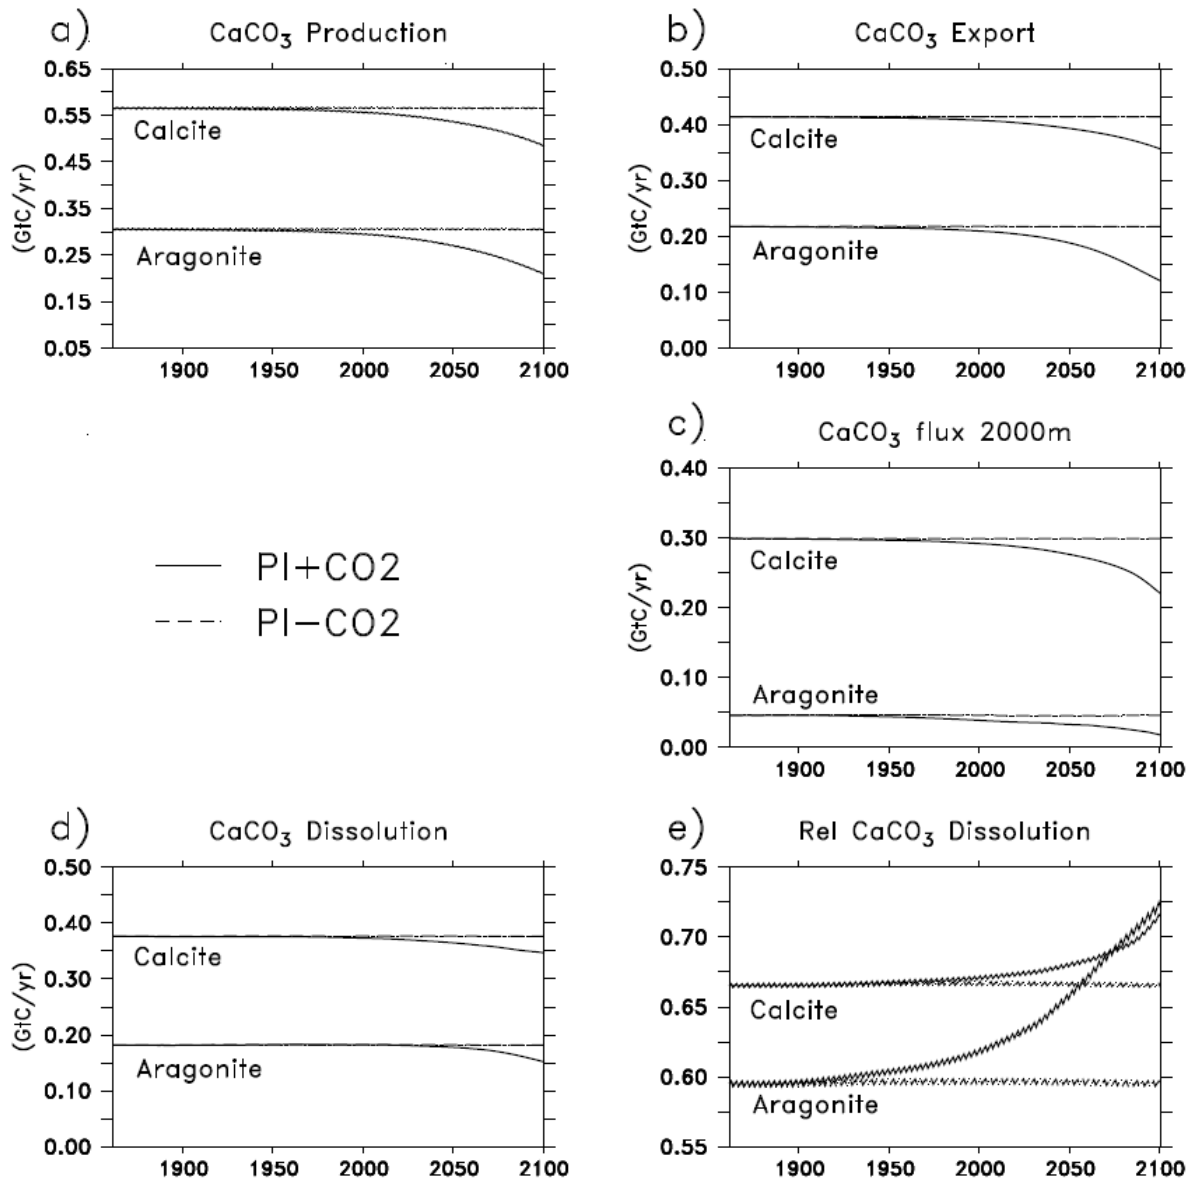 a)
CaCO3 Production
0.65
0.55
0.45
0.35
0.25
0.15
0.05
(GtC/yr)
Calcite
Aragonite
1900 1950 2000 2050 2100
b)
CaCO3 Export
0.50
0.40
0.30
0.20
0.10
0.00
(GtC/yr)
Calcite
Aragonite
1900 1950 2000 2050 2100
c)
CaCO3 flux 2000m
0.40
0.30
0.20
0.10
0.00
(GtC/yr)
Calcite
Aragonite
1900 1950 2000 2050 2100
PI+CO2
PI-CO2
d)
CaCO3 Dissolution
0.50
0.40
0.30
0.20
0.10
0.00
(GtC/yr)
Calcite
Aragonite
1900 1950 2000 2050 2100
e)
Rel CaCO3 Dissolution
0.75
0.70
0.65
0.60
0.55
Calcite
Aragonite
1900 1950 2000 2050 2100